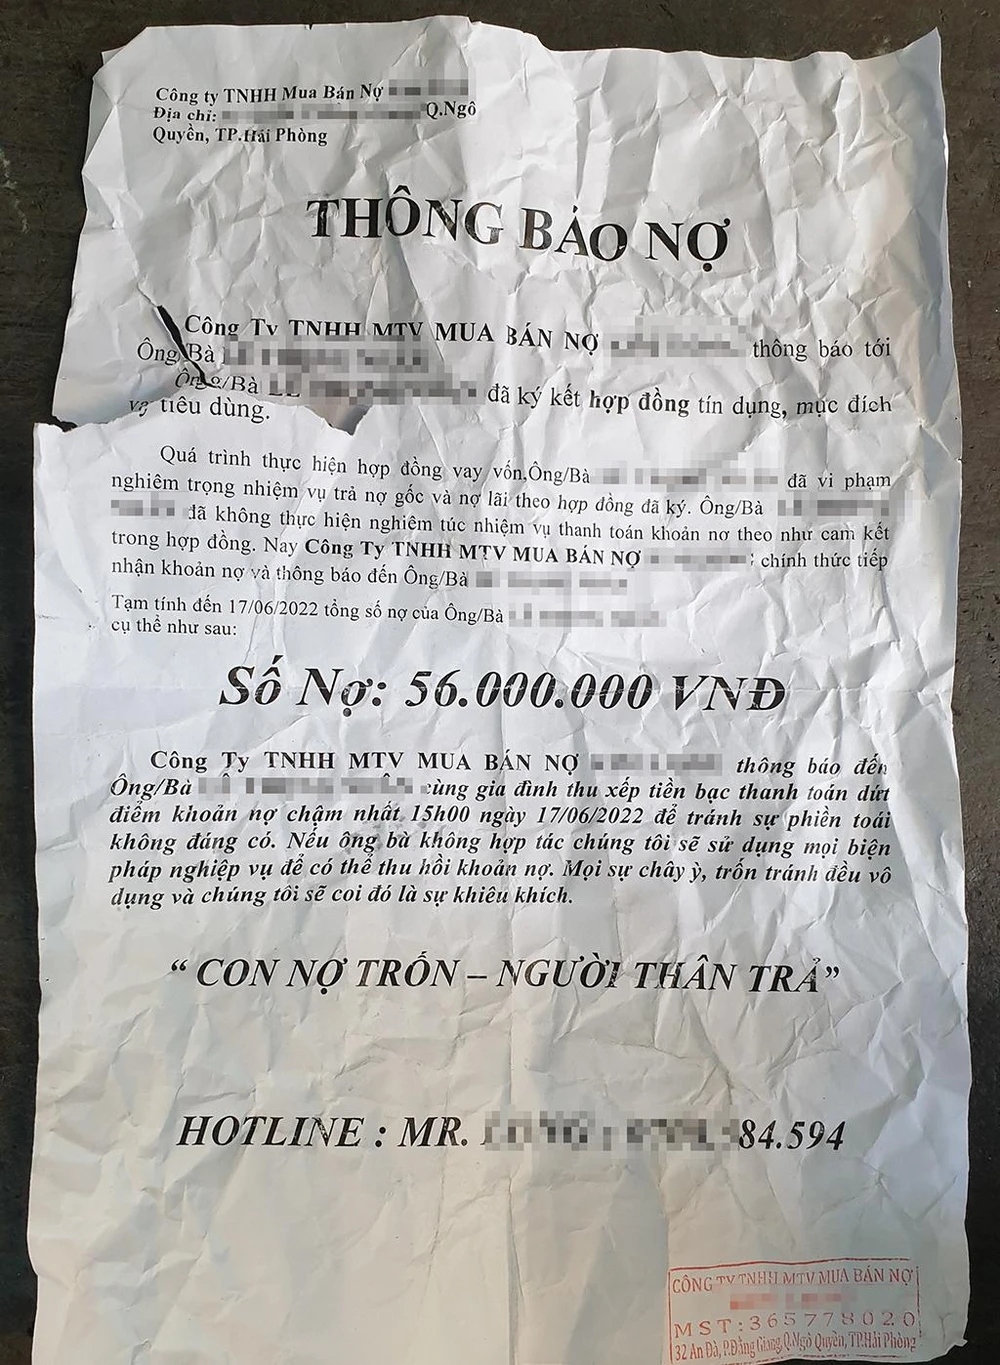 Công ty TNHH Mua Bán Nợ
Địa chỉ: Q.Ngô
Quyền, TP.Hải Phòng
THÔNG BÁO NỢ
Công Ty TNHH MTV MUA BÁN NỢ thông báo tới
Ông/Bà
Ông/Bà LÊ đã ký kết hợp đồng tín dụng, mục đích
vay tiêu dùng.
Quá trình thực hiện hợp đồng vay vốn,Ông/Bà đã vi phạm
nghiêm trọng nhiệm vụ trả nợ gốc và nợ lãi theo hợp đồng đã ký. Ông/Bà
đã không thực hiện nghiêm túc nhiệm vụ thanh toán khoản nơ theo như cam kết
trong hợp đồng. Nay Công Ty TNHH MTV MUA BÁN NỢ chính thức tiếp
nhận khoản nợ và thông báo đến Ông/Bà
Tạm tính đến 17/06/2022 tổng số nợ của Ông/Bà
cụ thể như sau:
Số Nợ: 56.000.000 VNĐ
Công Ty TNHH MTV MUA BÁN NỢ thông báo đến
Ông/Bà cùng gia đình thu xếp tiền bạc thanh toán dứt
điểm khoản nợ chậm nhất 15h00 ngày 17/06/2022 để tránh sự phiền toái
không đáng có. Nếu ông bà không hợp tác chúng tôi sẽ sử dụng mọi biện
pháp nghiệp vụ để có thể thu hồi khoản nợ. Mọi sự chây ỳ, trốn tránh đều vô
dụng và chúng tôi sẽ coi đó là sự khiêu khích.
“ CON NỢ TRỐN – NGƯỜI THÂN TRẢ”
HOTLINE : MR. 84.594
CÔNG TY TNHH MTV MUA BÁN NỢ
MST:365778020
32 An Đà, P.Đằng Giang, Q.Ngô Quyền, TP.Hải Phòng